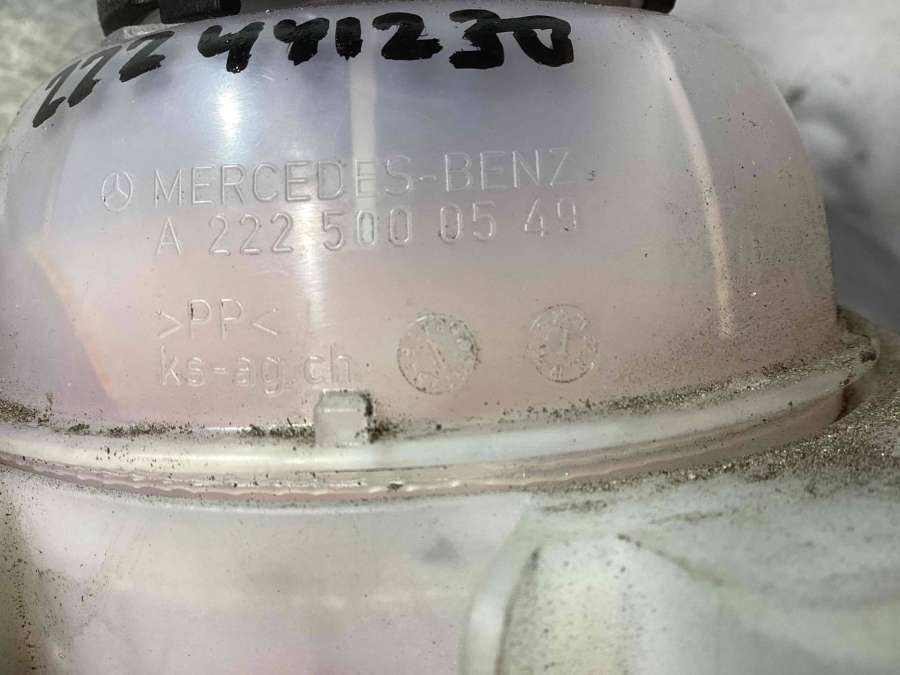 222 441230
MERCEDES-BENZ
A 222 500 05 49
>PP<
ks-ag.ch